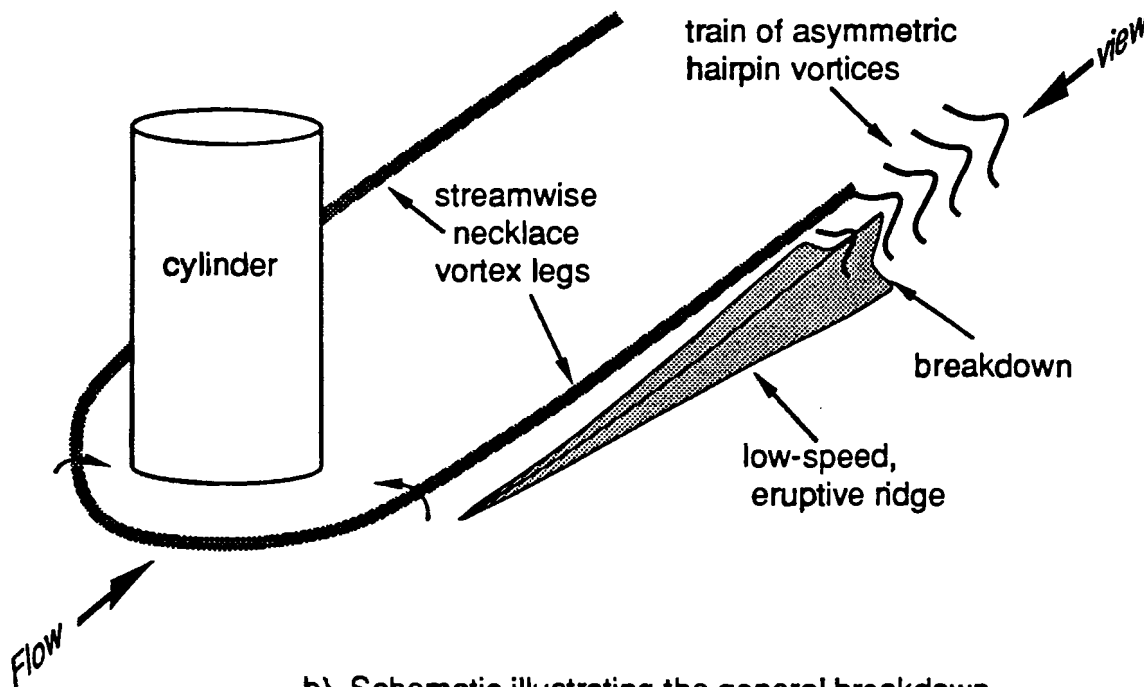 train of asymmetric
hairpin vortices
view
streamwise
necklace
vortex legs
cylinder
breakdown
low-speed,
eruptive ridge
Flow
b) Schematic illustrating the general breakdown